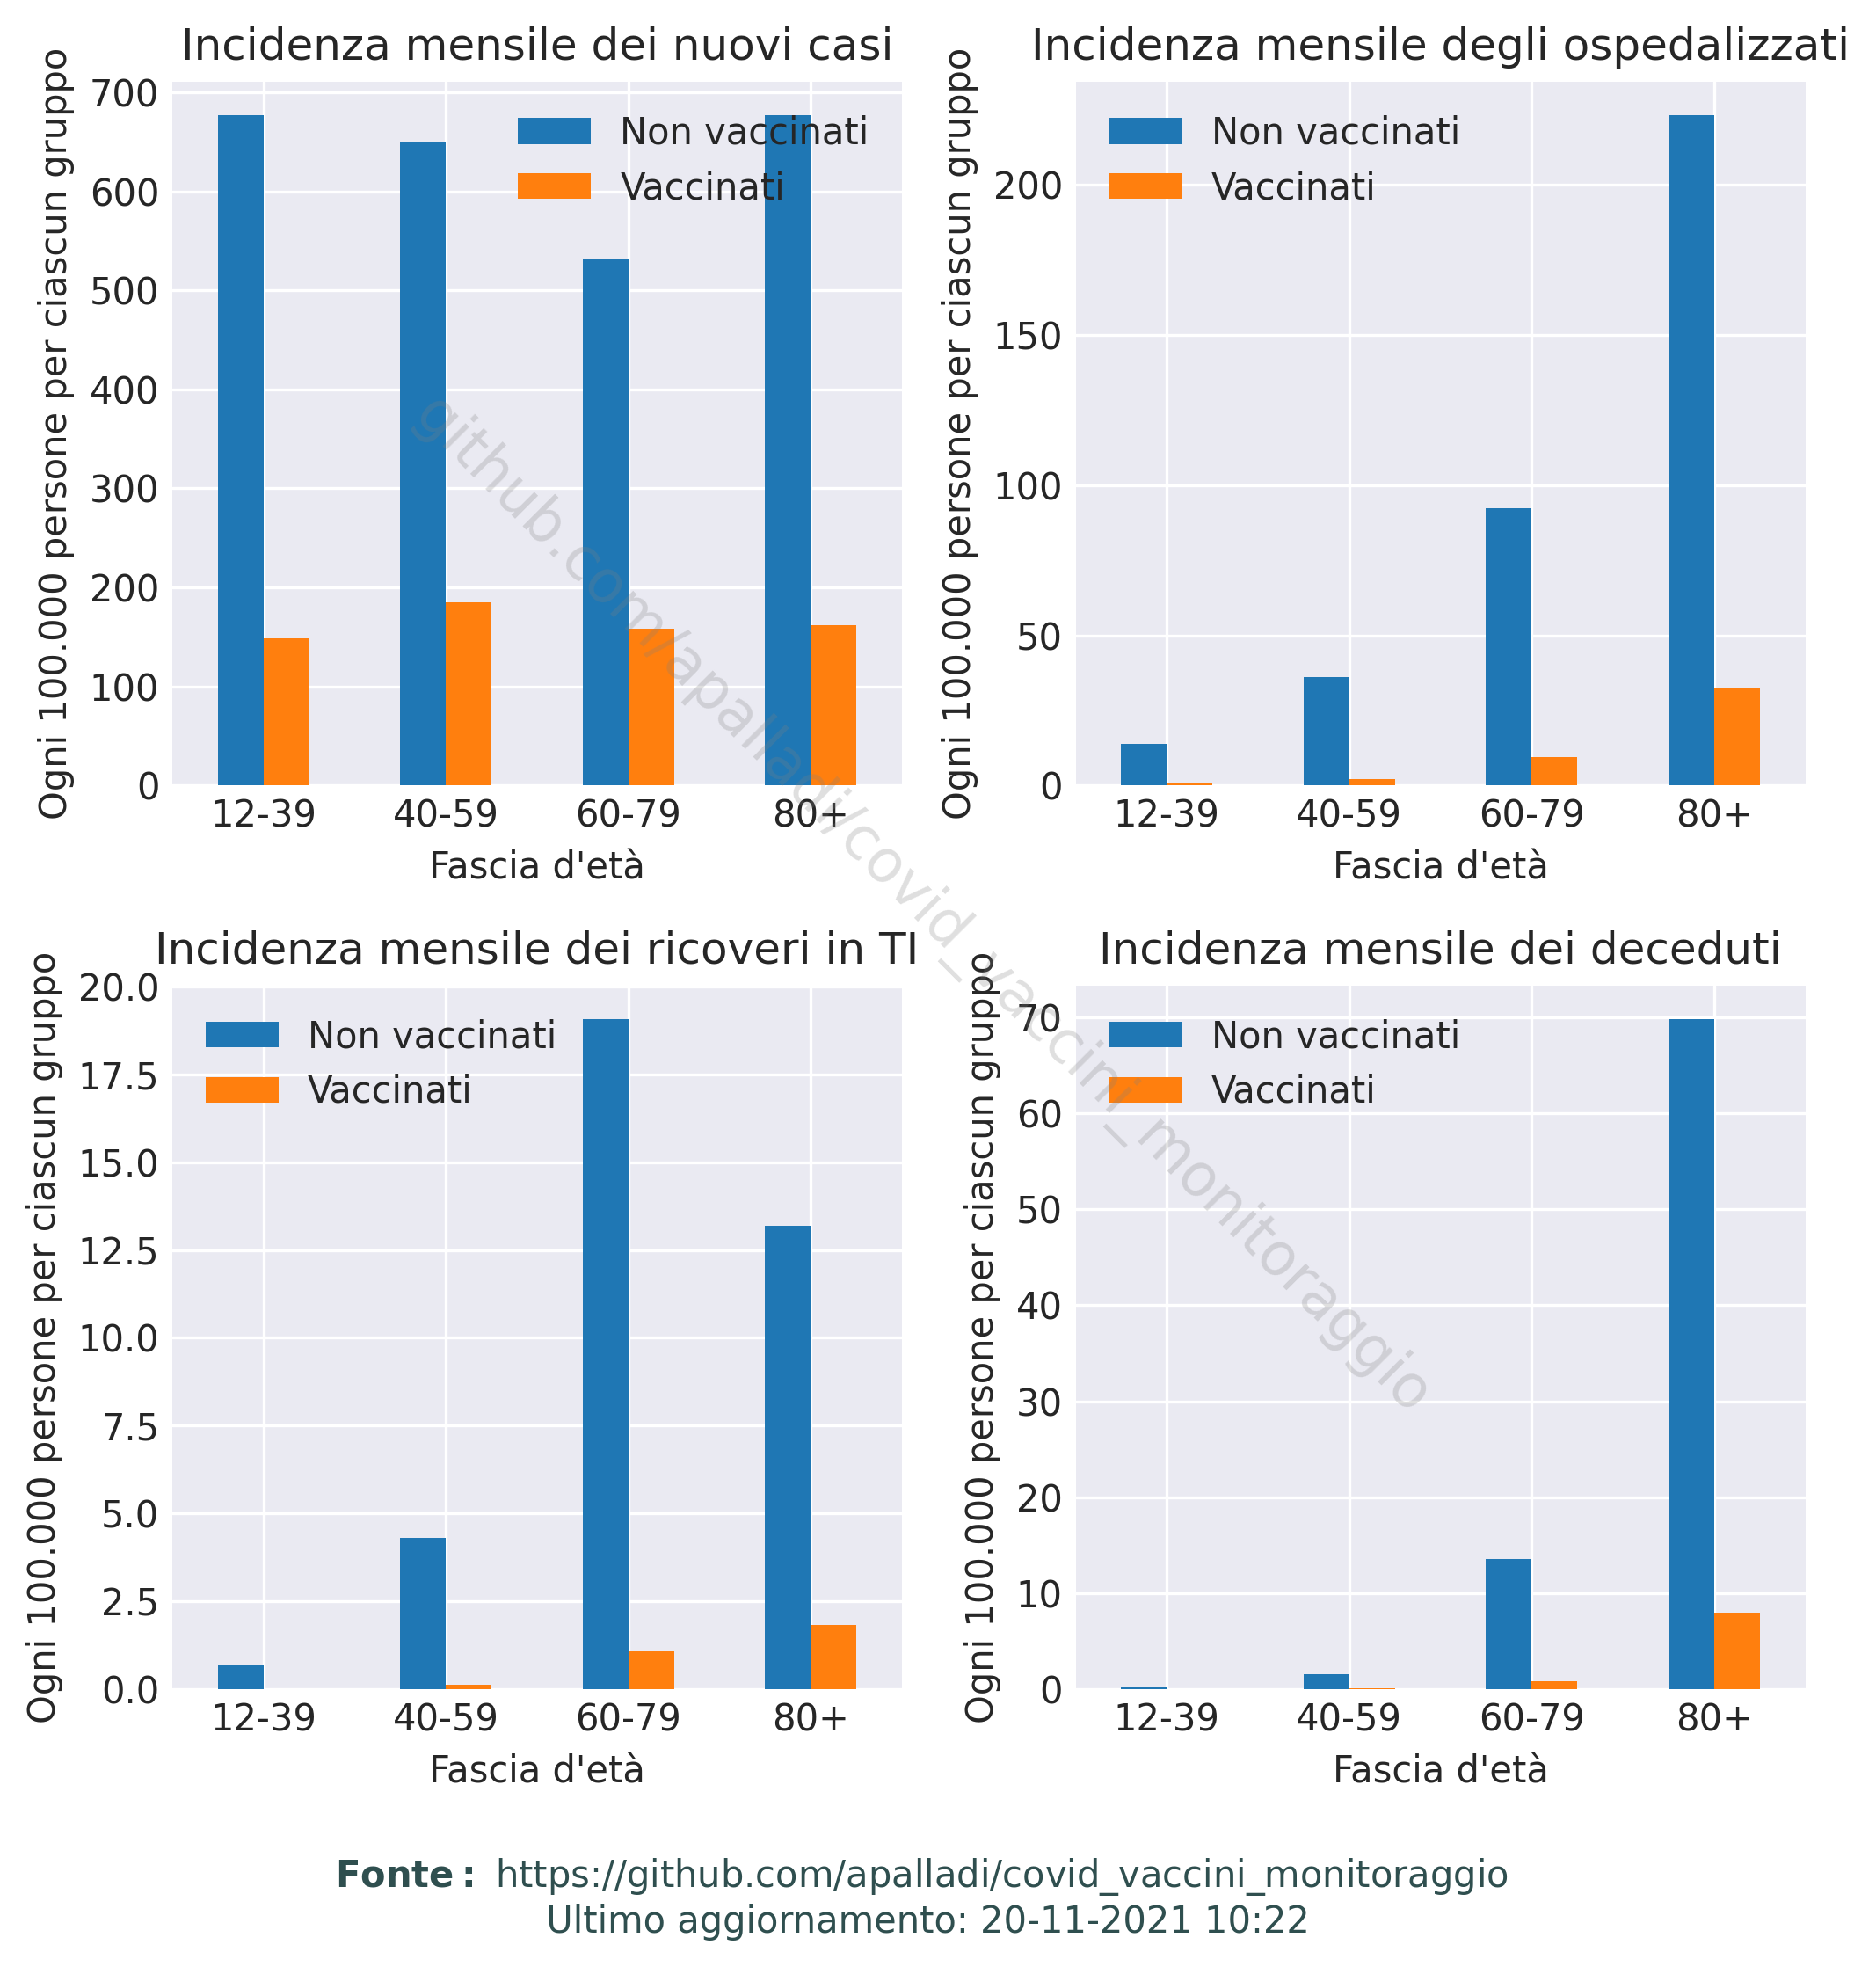 Incidenza mensile dei nuovi casi
Ogni 100.000 persone per ciascun gruppo
700
600
500
400
300
200
100
0
Non vaccinati
Vaccinati
12-39 40-59 60-79 80+
Fascia d'età
Incidenza mensile degli ospedalizzati
Ogni 100.000 persone per ciascun gruppo
200
150
100
50
0
Non vaccinati
Vaccinati
12-39 40-59 60-79 80+
Fascia d'età
Incidenza mensile dei ricoveri in TI
Ogni 100.000 persone per ciascun gruppo
20.0
17.5
15.0
12.5
10.0
7.5
5.0
2.5
0.0
Non vaccinati
Vaccinati
12-39 40-59 60-79 80+
Fascia d'età
Incidenza mensile dei deceduti
Ogni 100.000 persone per ciascun gruppo
70
60
50
40
30
20
10
0
Non vaccinati
Vaccinati
12-39 40-59 60-79 80+
Fascia d'età
github.com/apalladi/covid_vaccini_monitoraggio
Fonte: https://github.com/apalladi/covid_vaccini_monitoraggio
Ultimo aggiornamento: 20-11-2021 10:22